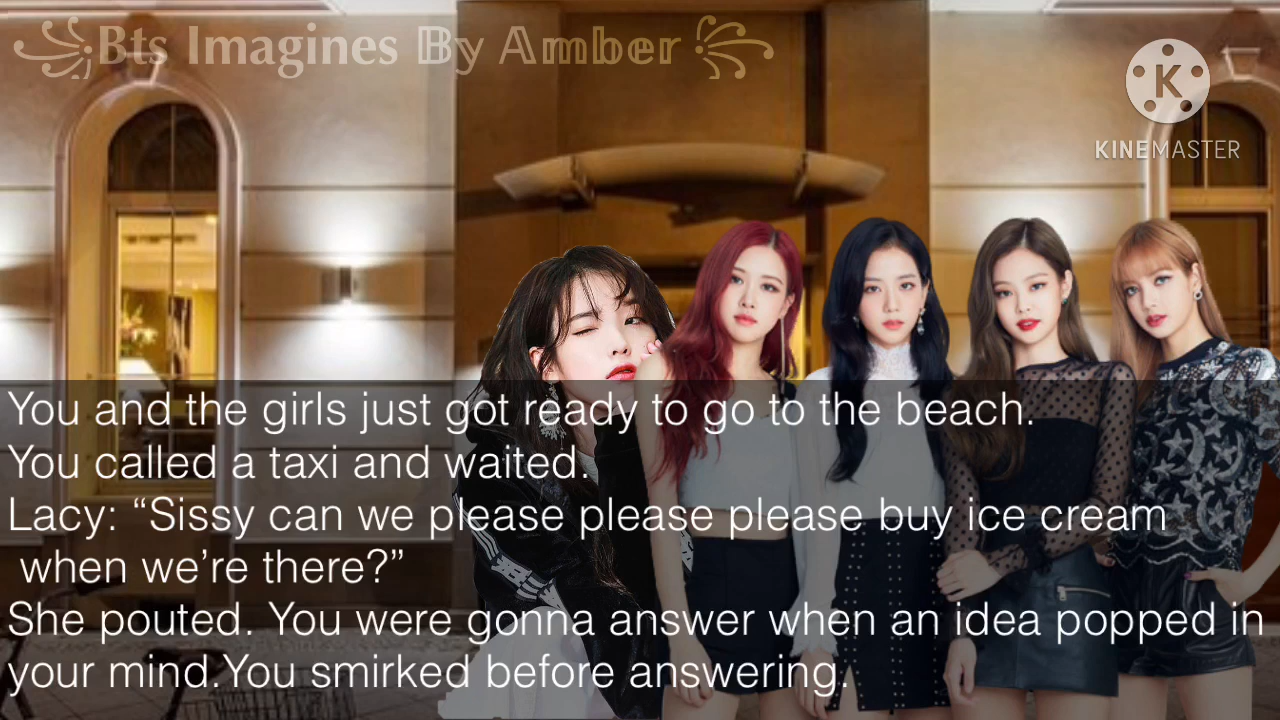 Bts Imagines By Amber
KINEMASTER
You and the girls just got ready to go to the beach.
You called a taxi and waited.
Lacy: “Sissy can we please please please buy ice cream
when we’re there?”
She pouted. You were gonna answer when an idea popped in
your mind.You smirked before answering.